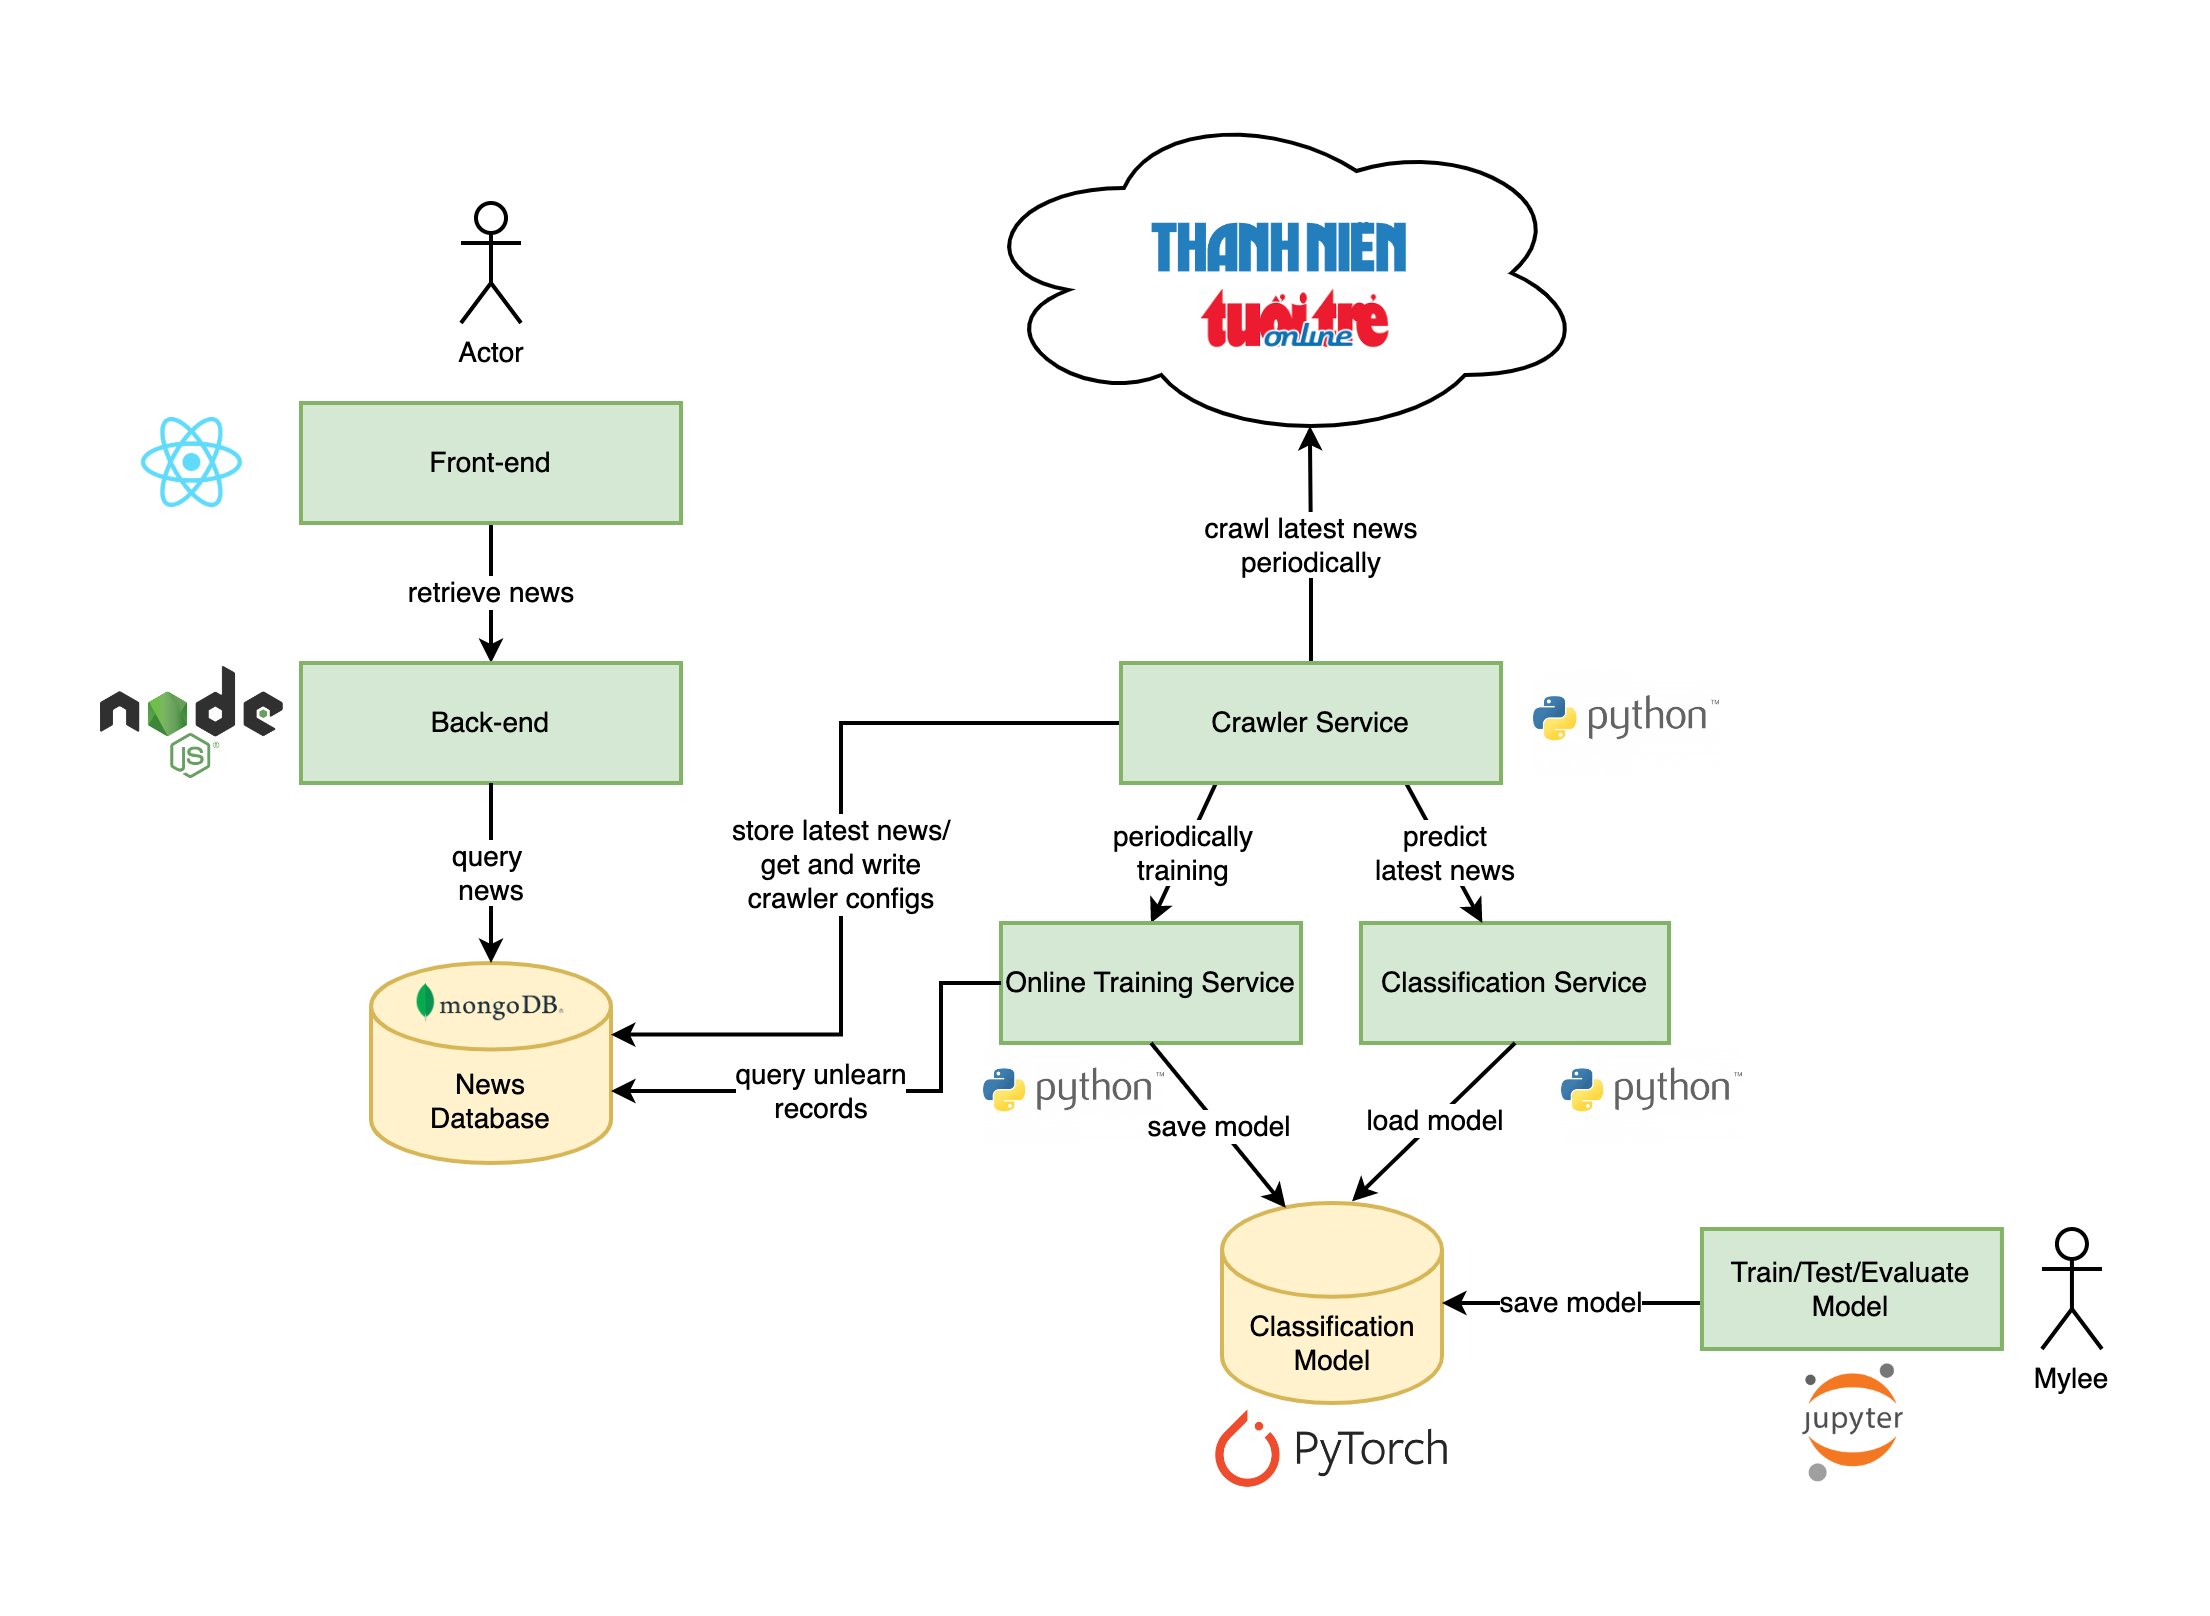 THANH NIÊN
tuổi trẻ
online
Actor
Front-end
retrieve news
crawl latest news
periodically
node
JS
®
Back-end
Crawler Service
python™
store latest news/
get and write
crawler configs
periodically
training
predict
latest news
query
news
mongoDB®
News
Database
Online Training Service
Classification Service
query unlearn
records
python™
python™
save model
load model
Classification
Model
save model
Train/Test/Evaluate
Model
Mylee
jupyter
PyTorch